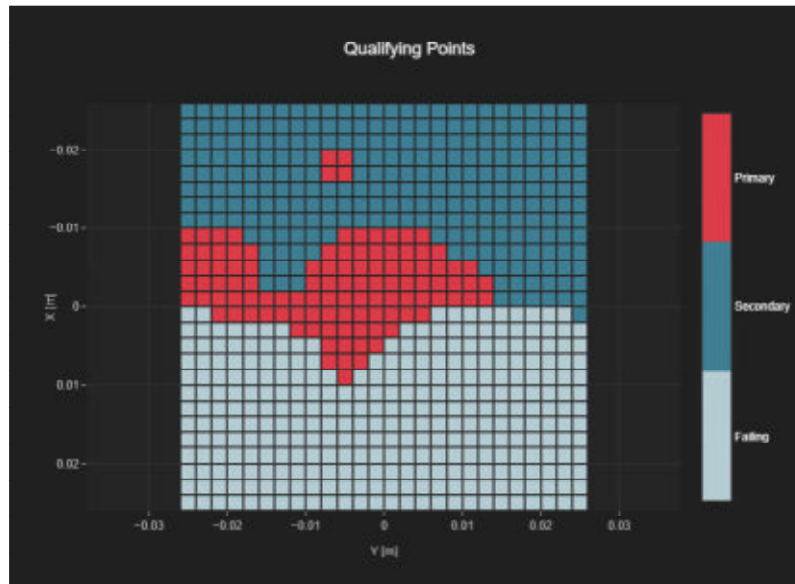 Qualifying Points
−0.02
−0.01
0
0.01
0.02
X [m]
−0.03
−0.02
−0.01
0
0.01
0.02
0.03
Y [m]
Primary
Secondary
Failing